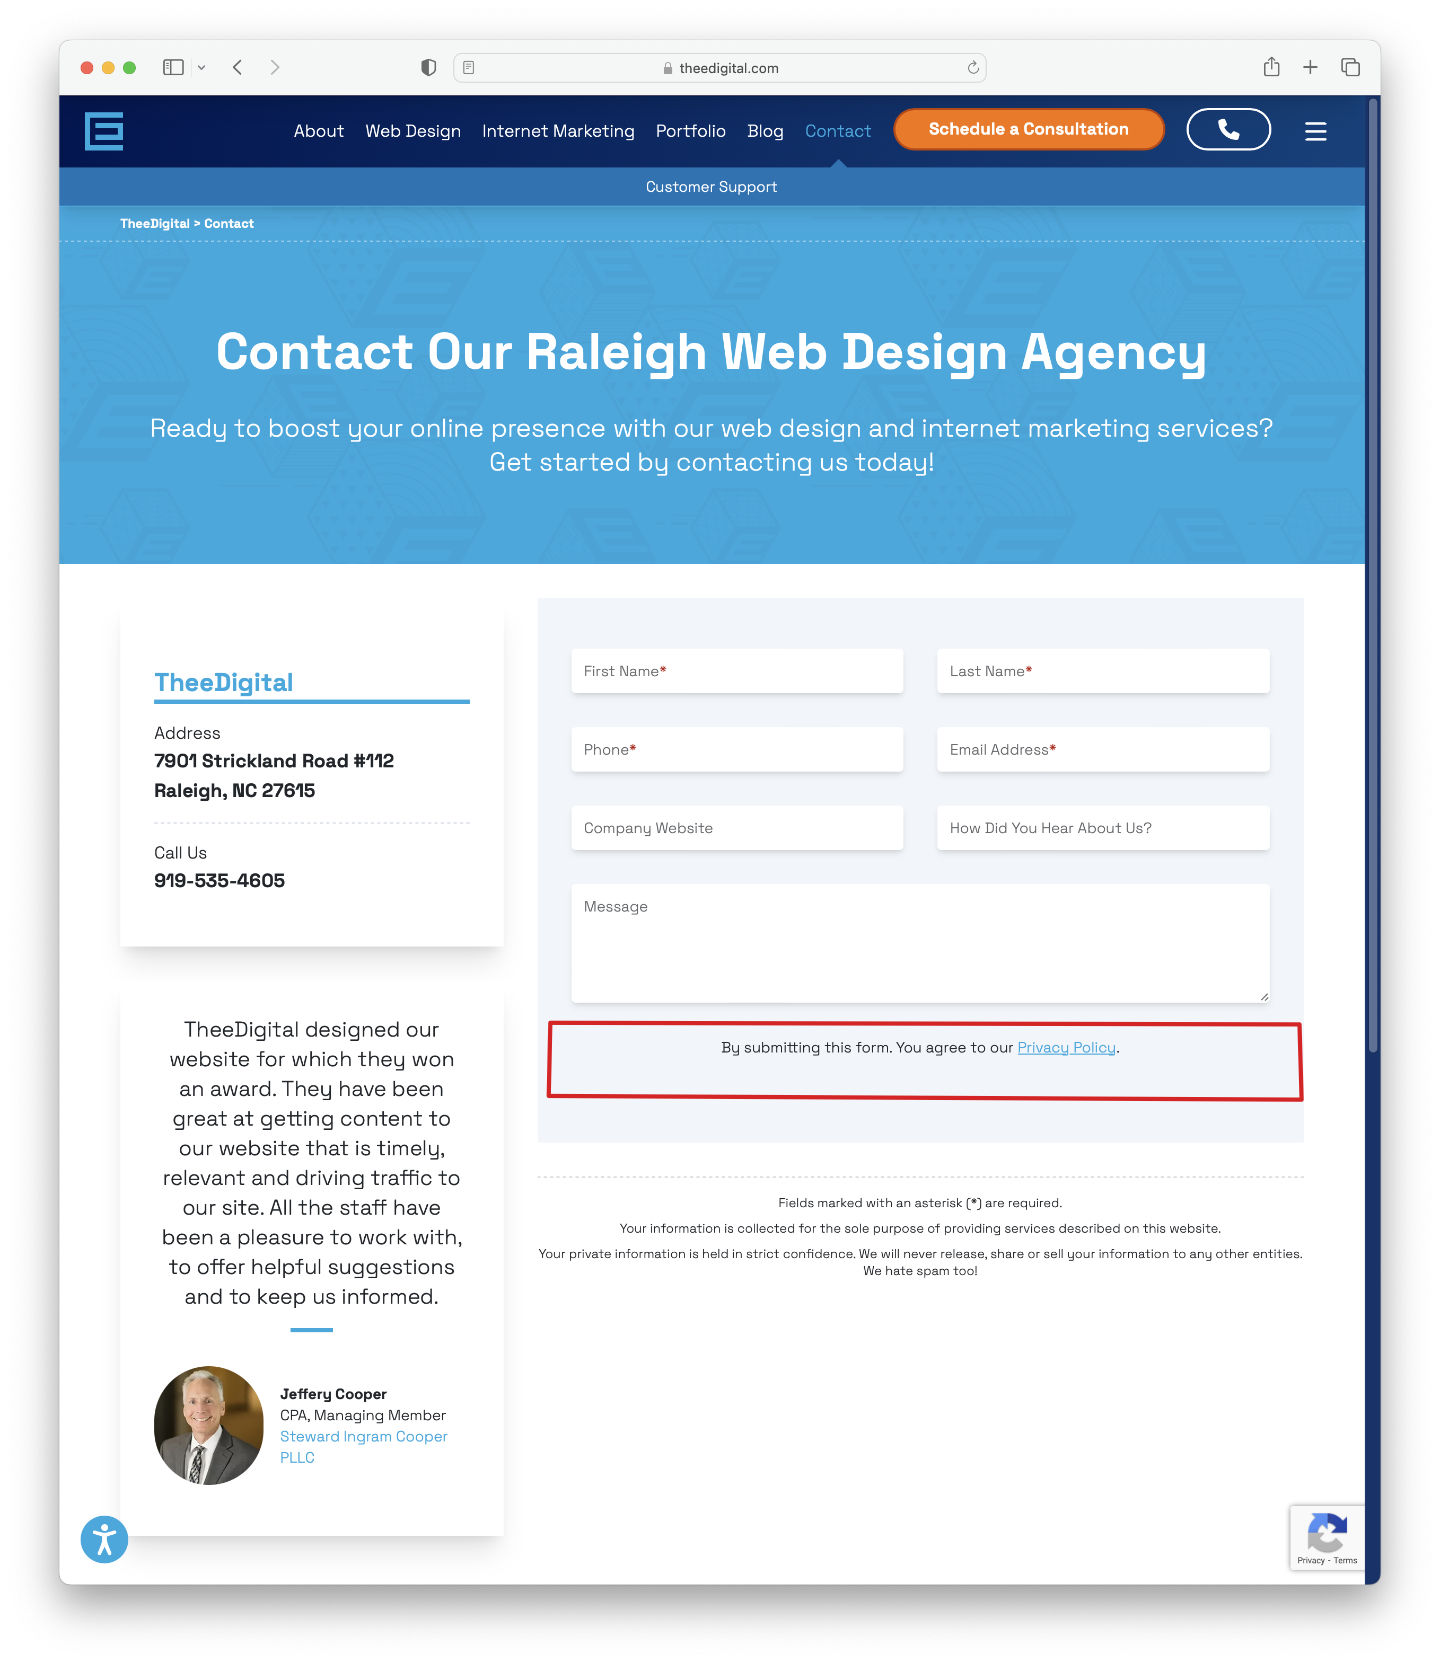 theedigital.com
About Web Design Internet Marketing Portfolio Blog Contact Schedule a Consultation
Customer Support
TheeDigital > Contact
Contact Our Raleigh Web Design Agency
Ready to boost your online presence with our web design and internet marketing services?
Get started by contacting us today!
TheeDigital
Address
7901 Strickland Road #112
Raleigh, NC 27615
Call Us
919-535-4605
First Name*
Last Name*
Phone*
Email Address*
Company Website
How Did You Hear About Us?
Message
By submitting this form. You agree to our Privacy Policy.
Fields marked with an asterisk (*) are required.
Your information is collected for the sole purpose of providing services described on this website.
Your private information is held in strict confidence. We will never release, share or sell your information to any other entities.
We hate spam too!
TheeDigital designed our
website for which they won
an award. They have been
great at getting content to
our website that is timely,
relevant and driving traffic to
our site. All the staff have
been a pleasure to work with,
to offer helpful suggestions
and to keep us informed.
Jeffery Cooper
CPA, Managing Member
Steward Ingram Cooper
PLLC
Privacy - Terms